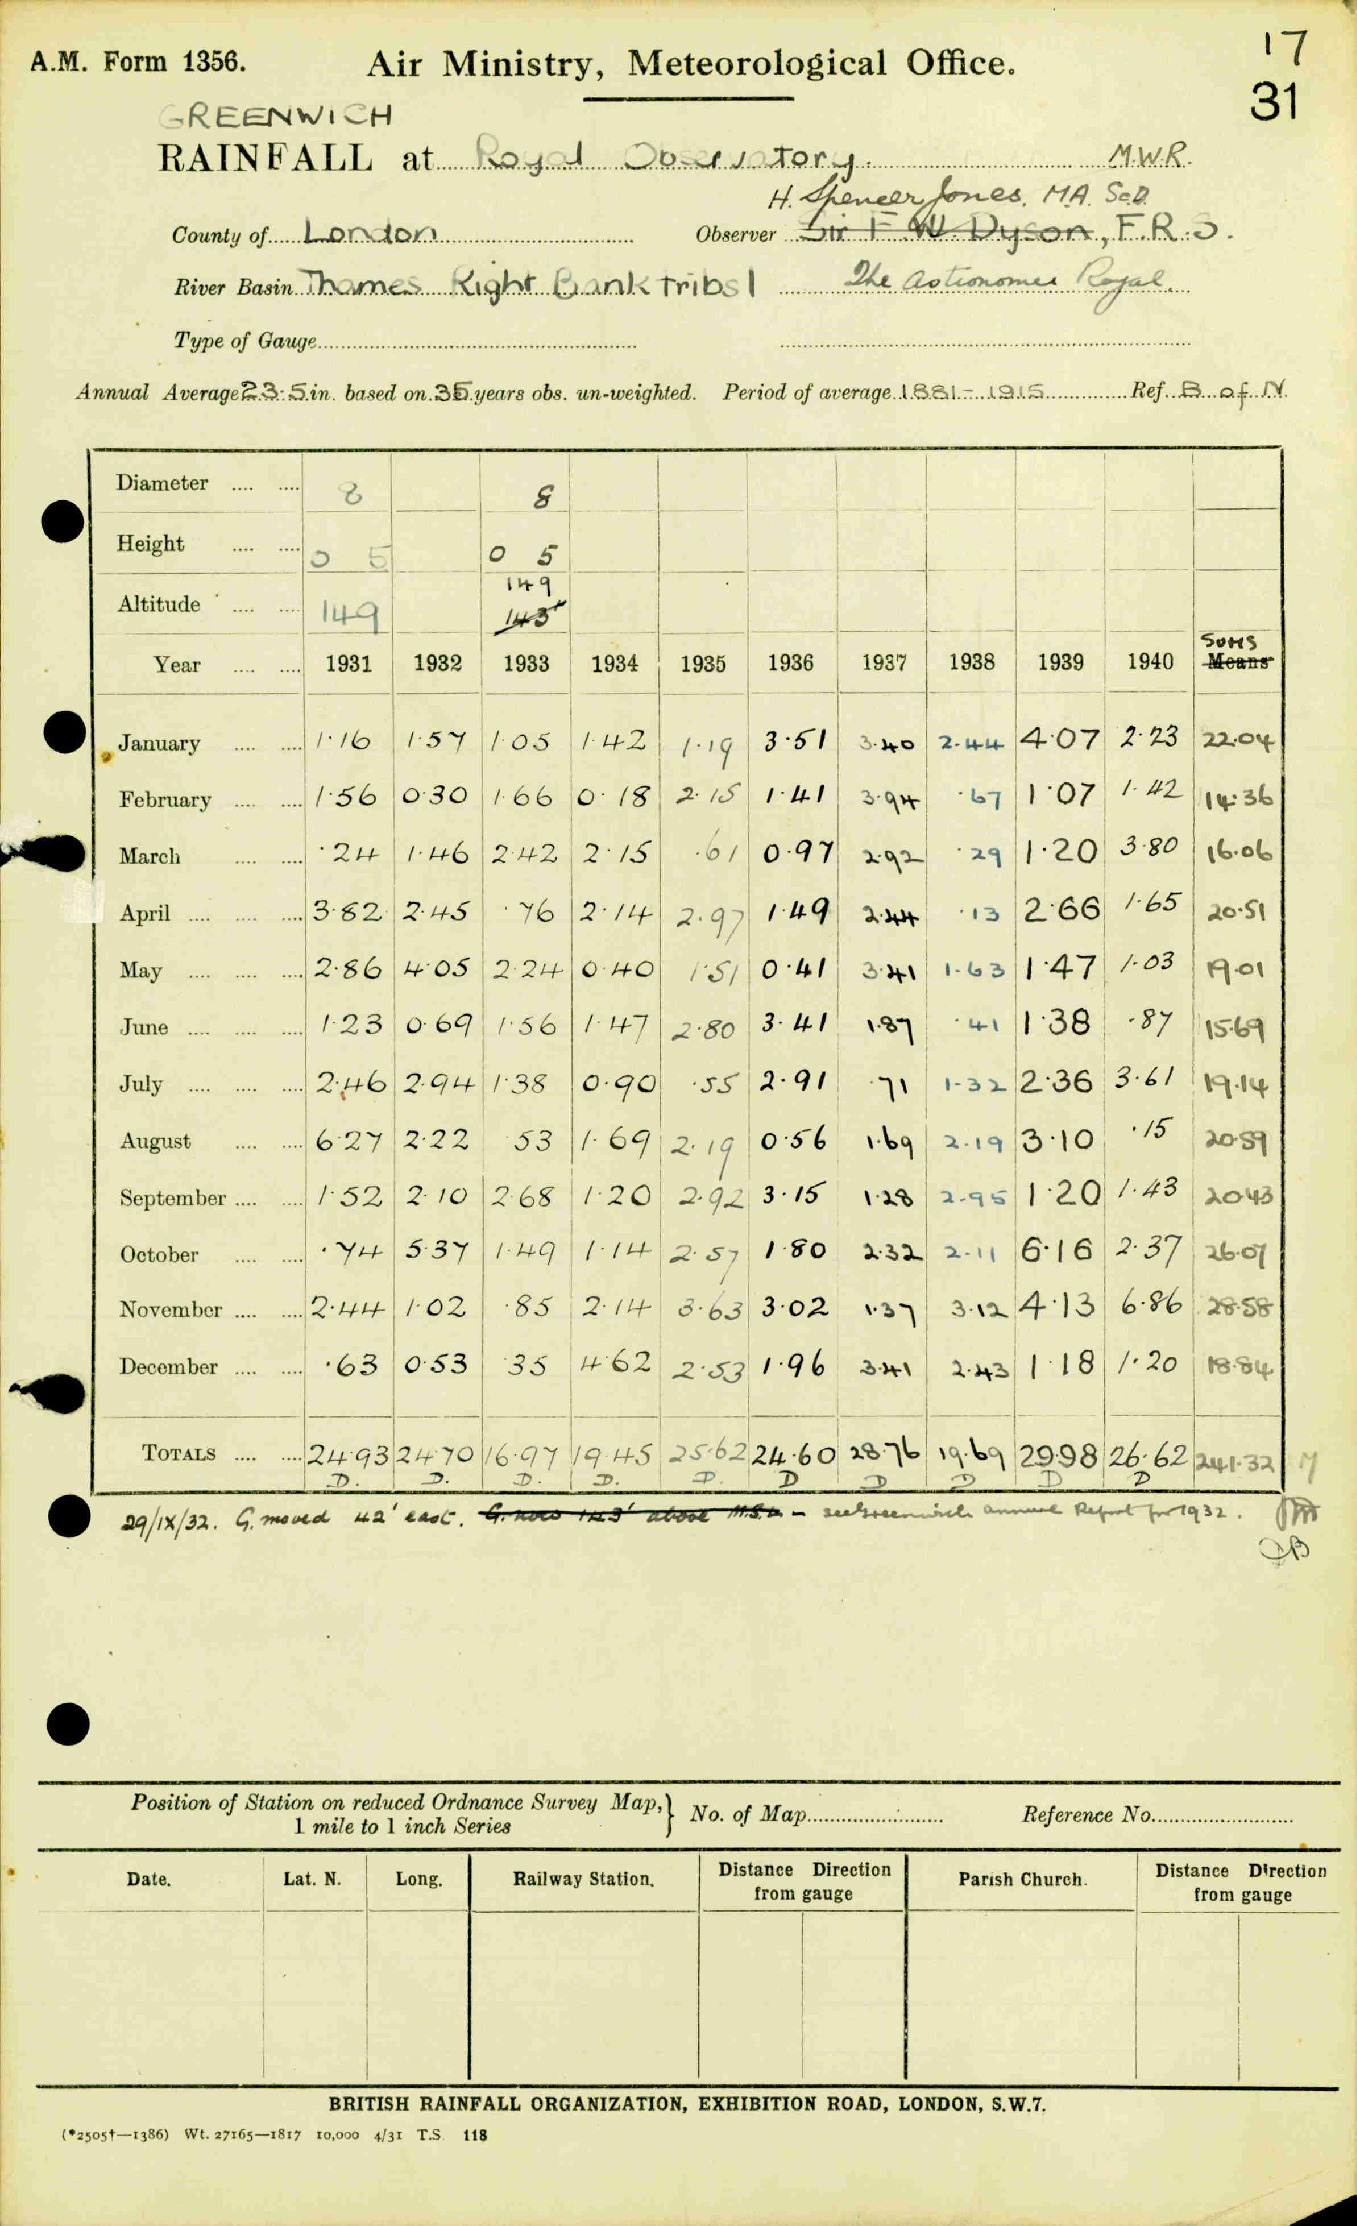 17
A.M. Form 1356. Air Ministry, Meteorological Office.
31
GREENWICH
RAINFALL at Royal Observatory. M.W.R.
H. Spencer Jones. M.A. Sc.D.
County of London Observer Sir F. W. Dyson, F.R.S.
River Basin Thames Right Bank tribs 1 The Astronomer Royal.
Type of Gauge
Annual Average 23.5 in. based on 35 years obs. un-weighted. Period of average 1881-1915 Ref. B of N
Diameter 8 8
Height 0 5 0 5
149
Altitude 149 143'
Sums
Year 1931 1932 1933 1934 1935 1936 1937 1938 1939 1940 Means
January 1.16 1.57 1.05 1.42 1.19 3.51 3.40 2.44 4.07 2.23 22.04
February 1.56 0.30 1.66 0.18 2.15 1.41 3.94 .67 1.07 1.42 14.36
March .24 1.46 2.42 2.15 .61 0.97 2.92 .29 1.20 3.80 16.06
April 3.82 2.45 .76 2.14 2.97 1.49 2.44 .13 2.66 1.65 20.51
May 2.86 4.05 2.24 0.40 1.51 0.41 3.41 1.63 1.47 1.03 19.01
June 1.23 0.69 1.56 1.47 2.80 3.41 1.87 .41 1.38 .87 15.69
July 2.46 2.94 1.38 0.90 .55 2.91 .71 1.32 2.36 3.61 19.14
August 6.27 2.22 .53 1.69 2.19 0.56 1.69 2.19 3.10 .15 20.59
September 1.52 2.10 2.68 1.20 2.92 3.15 1.28 2.95 1.20 1.43 20.43
October .74 5.37 1.49 1.14 2.57 1.80 2.32 2.11 6.16 2.37 26.07
November 2.44 1.02 .85 2.14 3.63 3.02 1.37 3.12 4.13 6.86 28.58
December .63 0.53 .35 4.62 2.53 1.96 3.41 2.43 1.18 1.20 18.84
TOTALS 24.93 24.70 16.97 19.45 25.62 24.60 28.76 19.69 29.98 26.62 241.32 M
D. D. D. D. D. D D D D D
29/IX/32. G. moved 42' east. G. now 143' above M.S.L. - see Greenwich annual Report for 1932.
Position of Station on reduced Ordnance Survey Map,} No. of Map Reference No.
1 mile to 1 inch Series
Date. Lat. N. Long. Railway Station. Distance Direction Parish Church. Distance Direction
from gauge from gauge
BRITISH RAINFALL ORGANIZATION, EXHIBITION ROAD, LONDON, S.W.7.
(*2505†—1386) Wt. 27165—1817 10,000 4/31 T.S. 118